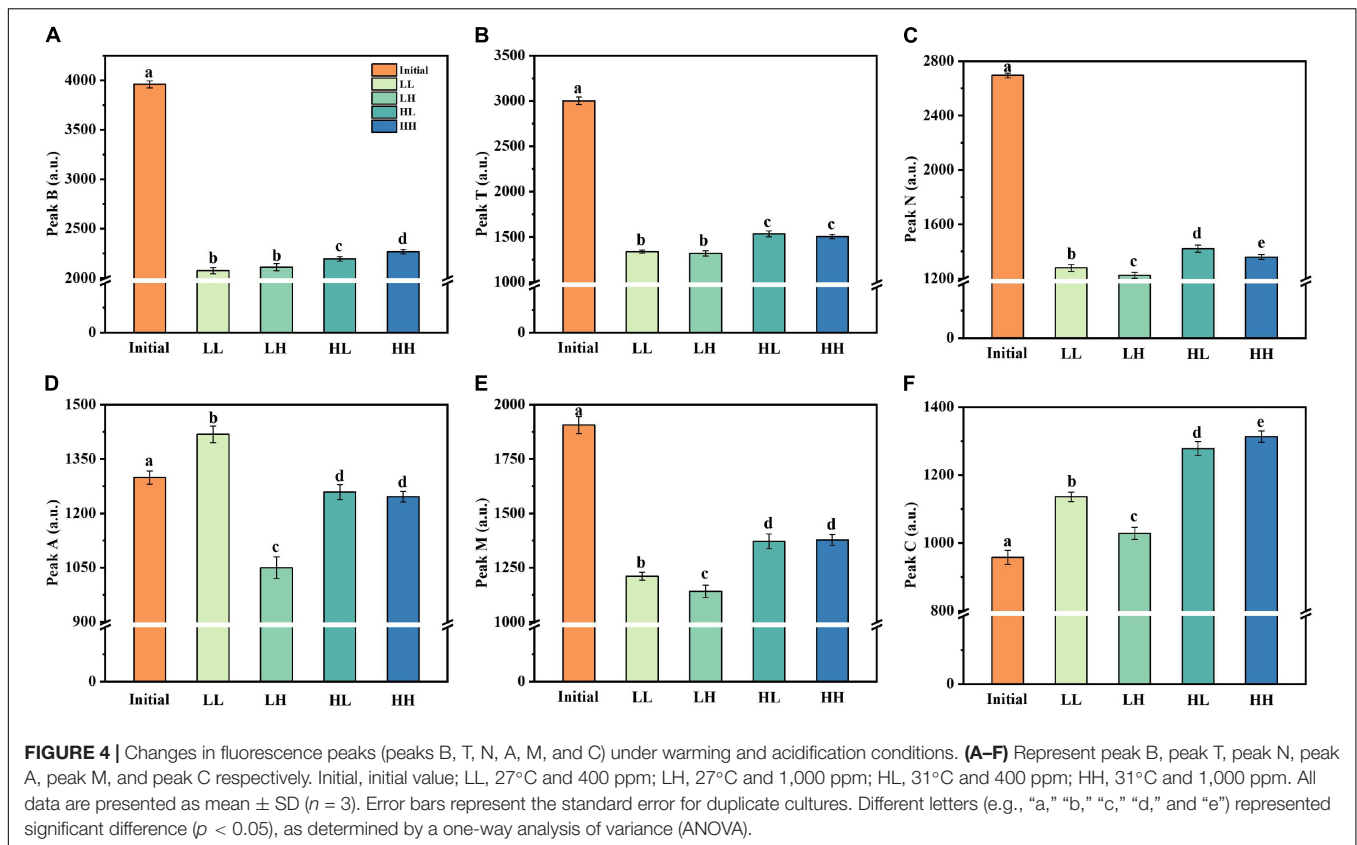 A
Peak B (a.u.)
4000
3750
2500
2250
2000
0
a
b
b
c
d
Initial
LL
LH
HL
HH
Initial LL LH HL HH
B
Peak T (a.u.)
3500
3000
2500
2000
1500
1000
0
a
b
b
c
c
Initial LL LH HL HH
C
Peak N (a.u.)
2800
2600
1600
1400
1200
0
a
b
c
d
e
Initial LL LH HL HH
D
Peak A (a.u.)
1500
1350
1200
1050
900
0
a
b
c
d
d
Initial LL LH HL HH
E
Peak M (a.u.)
2000
1750
1500
1250
1000
0
a
b
c
d
d
Initial LL LH HL HH
F
Peak C (a.u.)
1400
1200
1000
800
0
a
b
c
d
e
Initial LL LH HL HH
FIGURE 4 | Changes in fluorescence peaks (peaks B, T, N, A, M, and C) under warming and acidification conditions. (A–F) Represent peak B, peak T, peak N, peak
A, peak M, and peak C respectively. Initial, initial value; LL, 27°C and 400 ppm; LH, 27°C and 1,000 ppm; HL, 31°C and 400 ppm; HH, 31°C and 1,000 ppm. All
data are presented as mean ± SD (n = 3). Error bars represent the standard error for duplicate cultures. Different letters (e.g., “a,” “b,” “c,” “d,” and “e”) represented
significant difference (p < 0.05), as determined by a one-way analysis of variance (ANOVA).